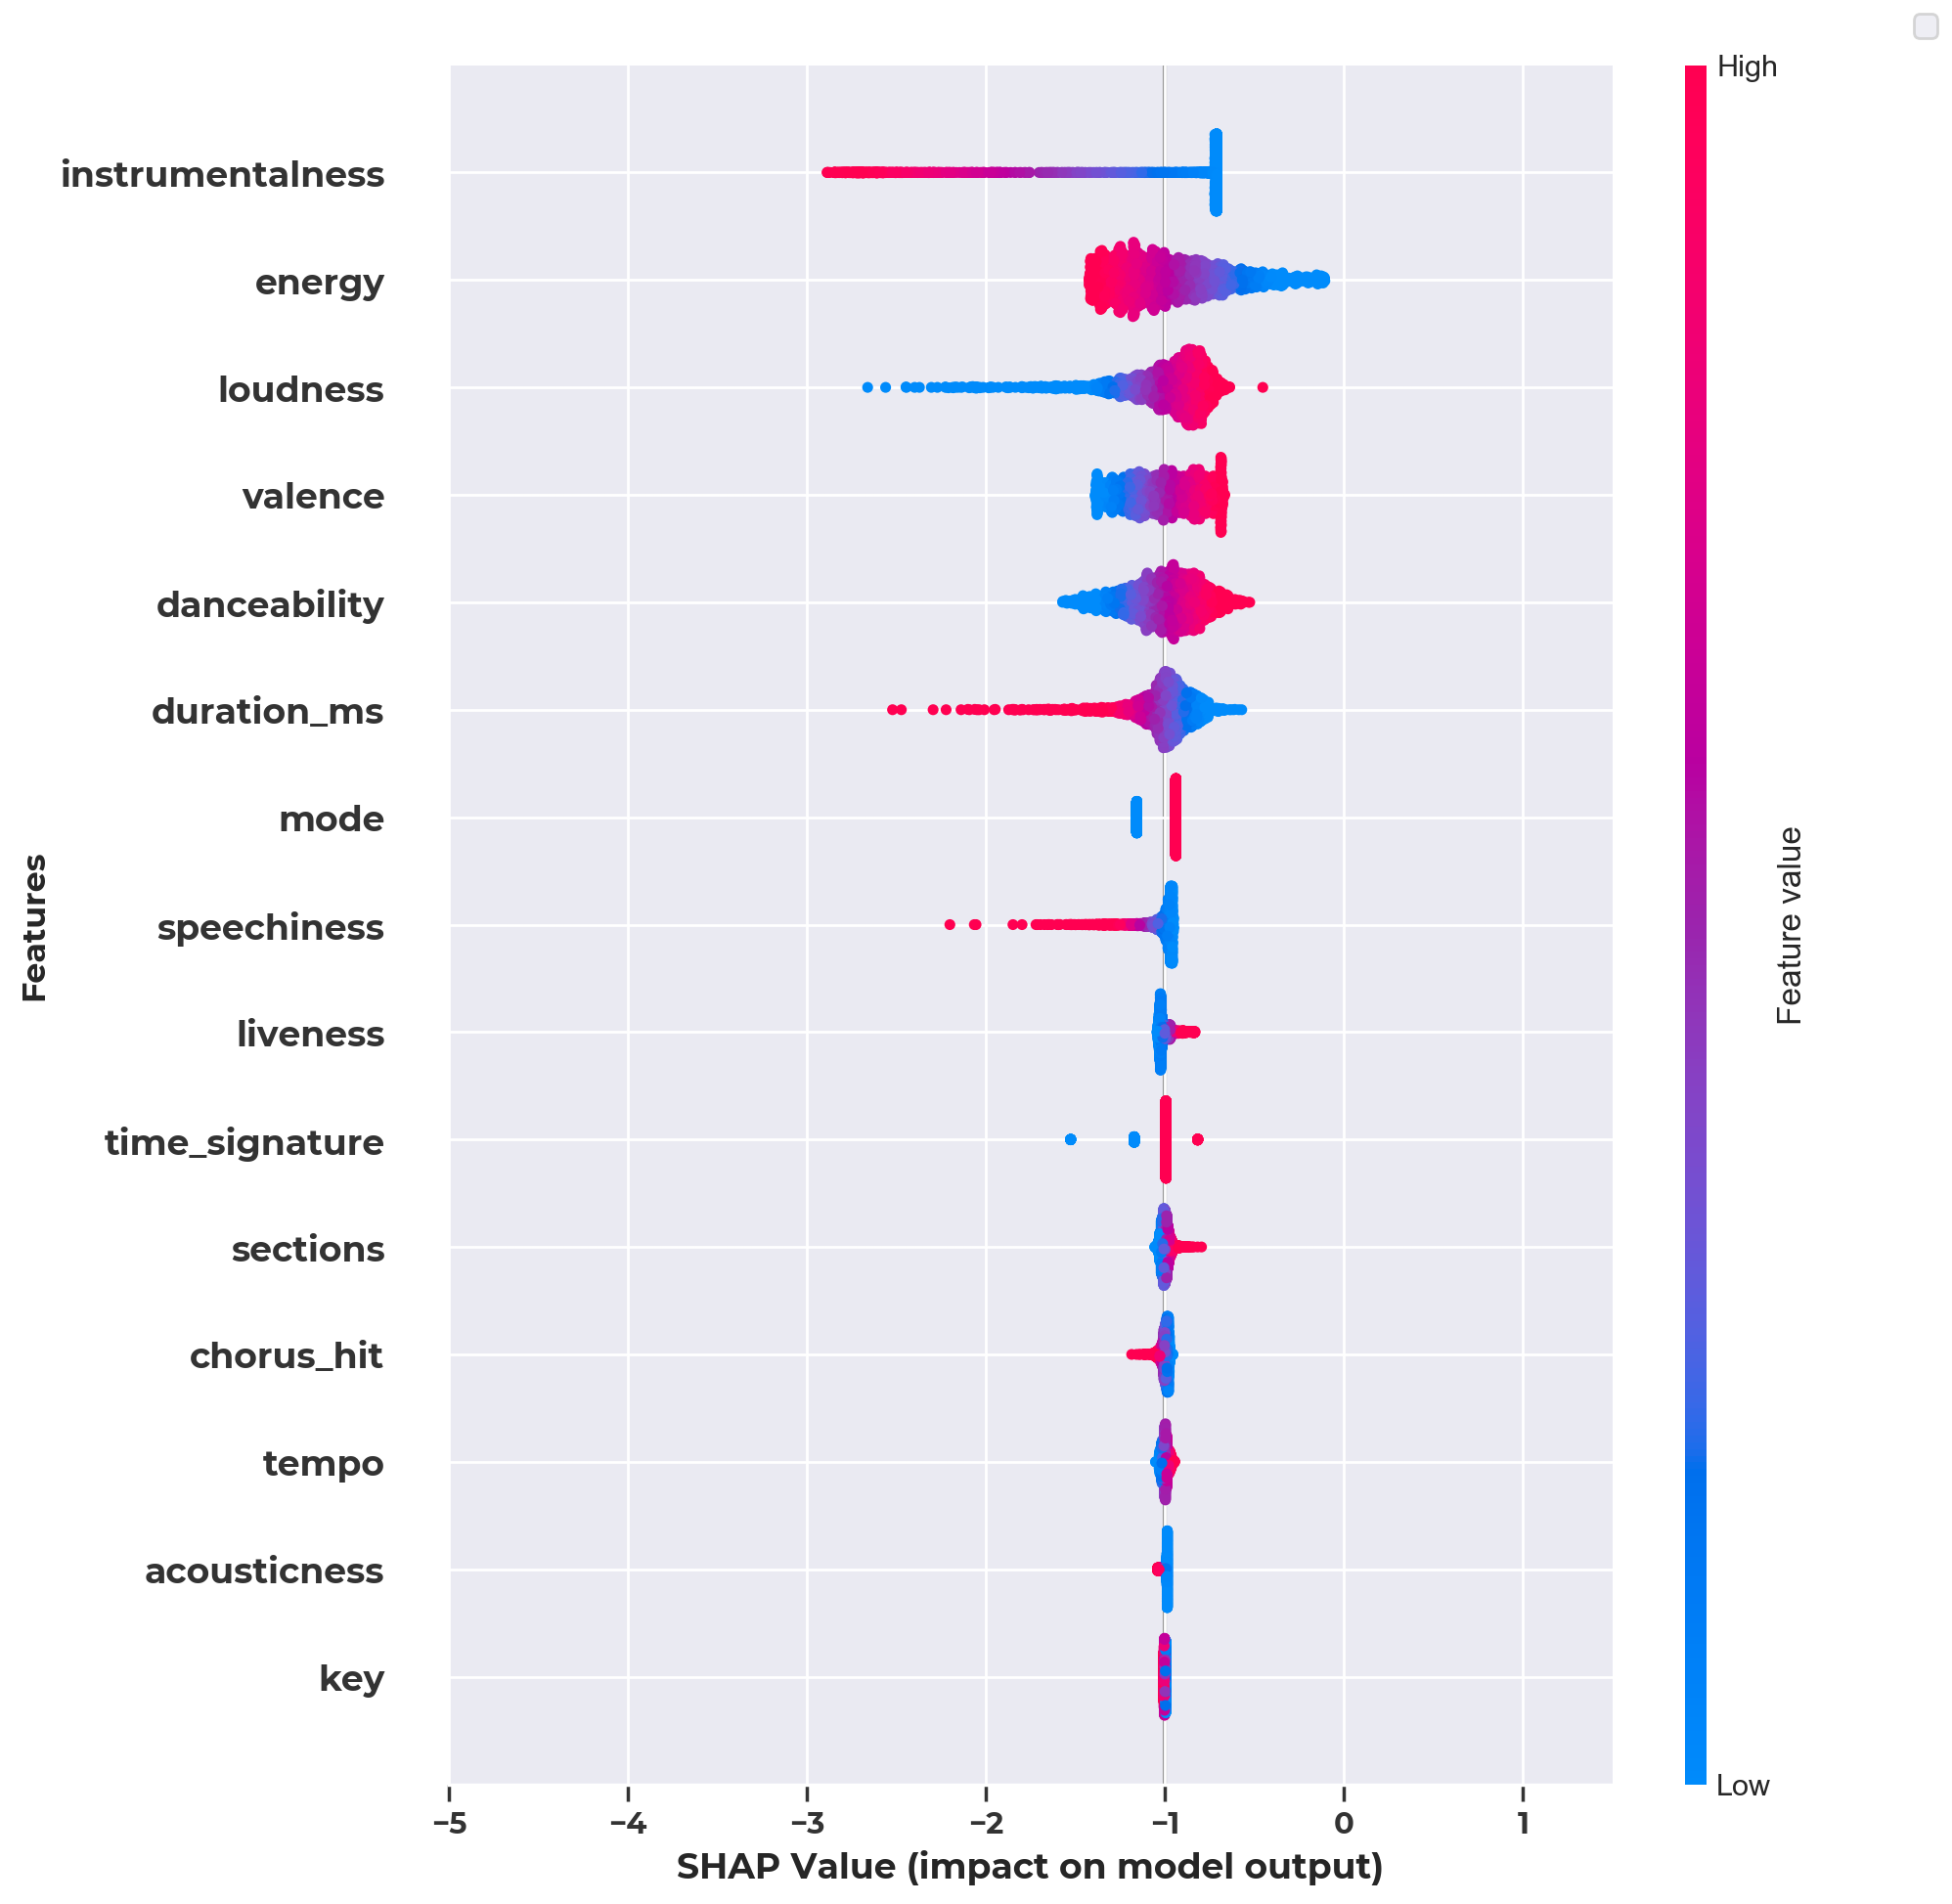 High
instrumentalness
energy
loudness
valence
danceability
duration_ms
mode
speechiness
liveness
time_signature
sections
chorus_hit
tempo
acousticness
key
Features
Feature value
Low
−5 −4 −3 −2 −1 0 1
SHAP Value (impact on model output)